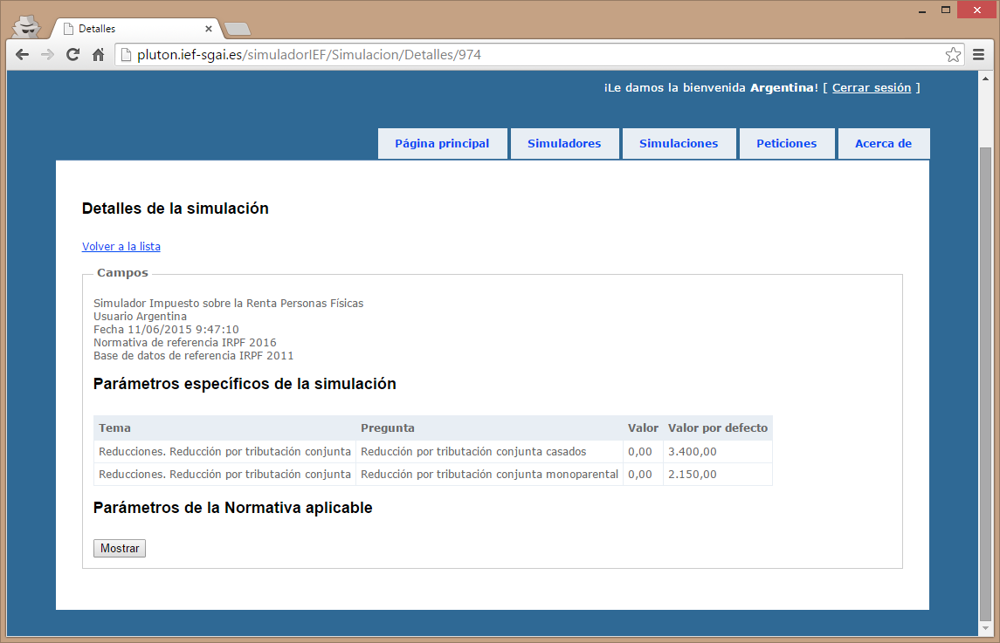 Detalles
pluton.ief-sgai.es/simuladorIEF/Simulacion/Detalles/974
¡Le damos la bienvenida Argentina! [ Cerrar sesión ]
Página principal Simuladores Simulaciones Peticiones Acerca de
Detalles de la simulación
Volver a la lista
Campos
Simulador Impuesto sobre la Renta Personas Físicas
Usuario Argentina
Fecha 11/06/2015 9:47:10
Normativa de referencia IRPF 2016
Base de datos de referencia IRPF 2011
Parámetros específicos de la simulación
Tema Pregunta Valor Valor por defecto
Reducciones. Reducción por tributación conjunta Reducción por tributación conjunta casados 0,00 3.400,00
Reducciones. Reducción por tributación conjunta Reducción por tributación conjunta monoparental 0,00 2.150,00
Parámetros de la Normativa aplicable
Mostrar